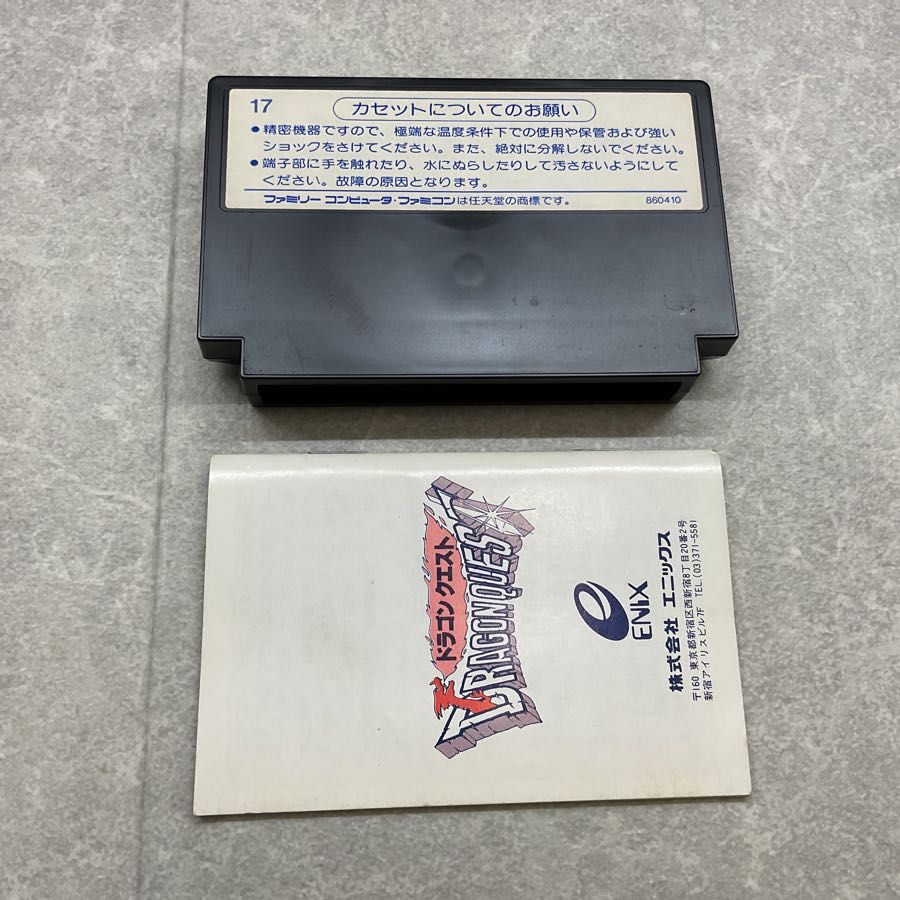 17
カセットについてのお願い
●精密機器ですので、極端な温度条件下での使用や保管および強い
ショックをさけてください。また、絶対に分解しないでください。
●端子部に手を触れたり、水にぬらしたりして汚さないようにして
ください。故障の原因となります。
ファミリー コンピュータ・ファミコンは任天堂の商標です。
860410
ドラゴンクエスト
DRAGON QUEST
ENIX
株式会社 エニックス
〒160 東京都新宿区西新宿8丁目20番2号
新宿アイリスビル7F TEL.(03)371-5581